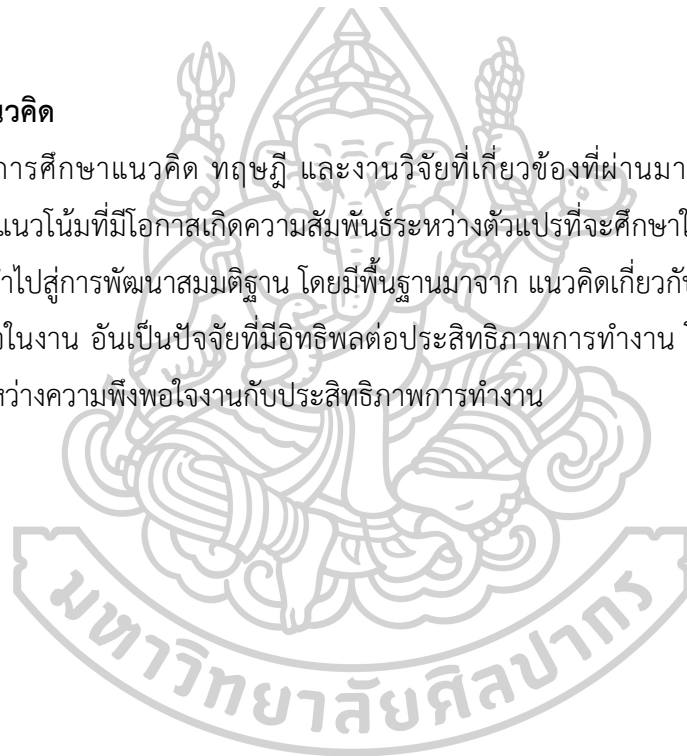 นวคิด
การศึกษาแนวคิด ทฤษฎี และงานวิจัยที่เกี่ยวข้องที่ผ่านมา
แนวโน้มที่มีโอกาสเกิดความสัมพันธ์ระหว่างตัวแปรที่จะศึกษาใ
ำไปสู่การพัฒนาสมมติฐาน โดยมีพื้นฐานมาจาก แนวคิดเกี่ยวกับ
จในงาน อันเป็นปัจจัยที่มีอิทธิพลต่อประสิทธิภาพการทำงาน โ
หว่างความพึงพอใจงานกับประสิทธิภาพการทำงาน
มหาวิทยาลัยศิลปากร